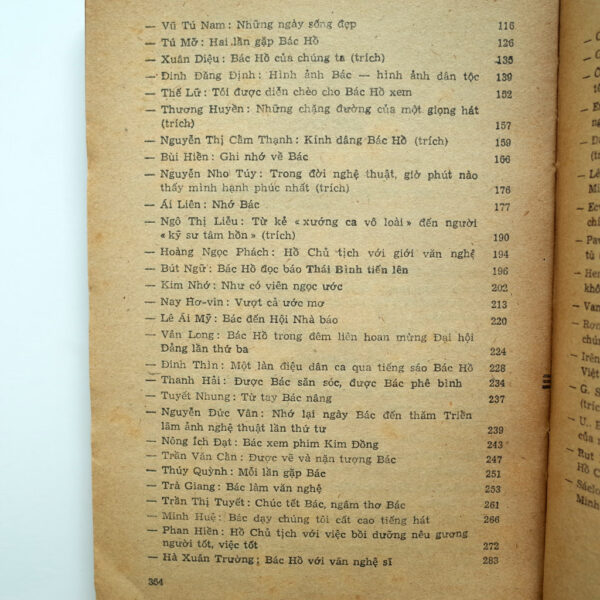 — Vũ Tú Nam: Những ngày sống đẹp 116
— Tú Mỡ: Hai lần gặp Bác Hồ 126
— Xuân Diệu: Bác Hồ của chúng ta (trích) 135
— Đinh Đăng Định: Hình ảnh Bác — hình ảnh dân tộc 139
— Thế Lữ: Tôi được diễn chèo cho Bác Hồ xem 152
— Thương Huyền: Những chặng đường của một giọng hát
(trích) 157
— Nguyễn Thị Cẩm Thạnh: Kính dâng Bác Hồ (trích) 159
— Bùi Hiển: Ghi nhớ về Bác 166
— Nguyễn Nho Túy: Trong đời nghệ thuật, giờ phút nào
thấy mình hạnh phúc nhất (trích) 176
— Ái Liên: Nhớ Bác 177
— Ngô Thị Liễu: Từ kẻ « xướng ca vô loài » đến người
« kỹ sư tâm hồn » (trích) 190
— Hoàng Ngọc Phách: Hồ Chủ tịch với giới văn nghệ 194
— Bút Ngữ: Bác Hồ đọc báo Thái Bình tiến lên 196
— Kim Nhớ: Như có viên ngọc ước 202
— Nay Hơ-vin: Vượt cả ước mơ 213
— Lê Ái Mỹ: Bác đến Hội Nhà báo 220
— Văn Long: Bác Hồ trong đêm liên hoan mừng Đại hội
Đảng lần thứ ba 224
— Đinh Thìn: Một làn điệu dân ca qua tiếng sáo Bác Hồ 228
— Thanh Hải: Được Bác săn sóc, được Bác phê bình 234
— Tuyết Nhung: Từ tay Bác nâng 237
— Nguyễn Đức Vân: Nhớ lại ngày Bác đến thăm Triển
lãm ảnh nghệ thuật lần thứ tư 239
— Nông Ích Đạt: Bác xem phim Kim Đồng 243
— Trần Văn Cẩn: Được vẽ và nặn tượng Bác 247
— Thúy Quỳnh: Mỗi lần gặp Bác 251
— Trà Giang: Bác làm văn nghệ 253
— Trần Thị Tuyết: Chúc tết Bác, ngâm thơ Bác 261
— Minh Huệ: Bác dạy chúng tôi cất cao tiếng hát 266
— Phan Hiền: Hồ Chủ tịch với việc bồi dưỡng nêu gương
người tốt, việc tốt 272
— Hà Xuân Trường: Bác Hồ với văn nghệ sĩ 283
364